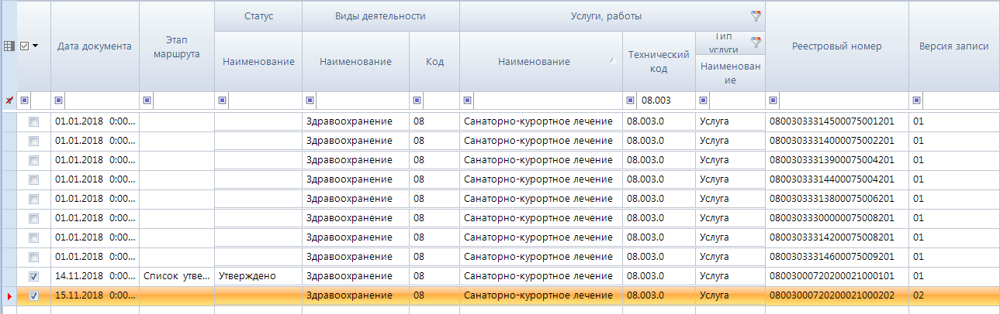 Статус Виды деятельности Услуги, работы
Дата документа Этап маршрута Наименование Наименование Код Наименование Технический код Тип услуги Наименование Реестровый номер Версия записи
08.003
01.01.2018 0:00... Здравоохранение 08 Санаторно-курортное лечение 08.003.0 Услуга 08003033314500075001201 01
01.01.2018 0:00... Здравоохранение 08 Санаторно-курортное лечение 08.003.0 Услуга 08003033314000075002201 01
01.01.2018 0:00... Здравоохранение 08 Санаторно-курортное лечение 08.003.0 Услуга 08003033313900075004201 01
01.01.2018 0:00... Здравоохранение 08 Санаторно-курортное лечение 08.003.0 Услуга 08003033314400075004201 01
01.01.2018 0:00... Здравоохранение 08 Санаторно-курортное лечение 08.003.0 Услуга 08003033313800075006201 01
01.01.2018 0:00... Здравоохранение 08 Санаторно-курортное лечение 08.003.0 Услуга 08003033300000075008201 01
01.01.2018 0:00... Здравоохранение 08 Санаторно-курортное лечение 08.003.0 Услуга 08003033314200075008201 01
01.01.2018 0:00... Здравоохранение 08 Санаторно-курортное лечение 08.003.0 Услуга 08003033314600075009201 01
14.11.2018 0:00... Список утве... Утверждено Здравоохранение 08 Санаторно-курортное лечение 08.003.0 Услуга 08003000720200021000101 01
15.11.2018 0:00... Здравоохранение 08 Санаторно-курортное лечение 08.003.0 Услуга 08003000720200021000202 02